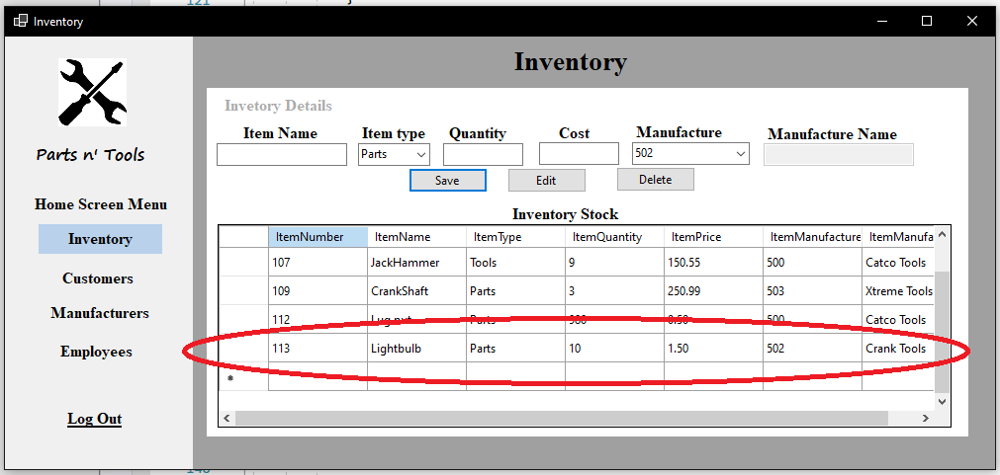 121
Inventory
Inventory
Parts n' Tools
Home Screen Menu
Inventory
Customers
Manufacturers
Employees
Log Out
Invetory Details
Item Name Item type Quantity Cost Manufacture Manufacture Name
Parts 502
Save Edit Delete
Inventory Stock
ItemNumber ItemName ItemType ItemQuantity ItemPrice ItemManufacture ItemManufa
107 JackHammer Tools 9 150.55 500 Catco Tools
109 CrankShaft Parts 3 250.99 503 Xtreme Tools
112 Lug nut Parts 0.50 500 Catco Tools
113 Lightbulb Parts 10 1.50 502 Crank Tools
*